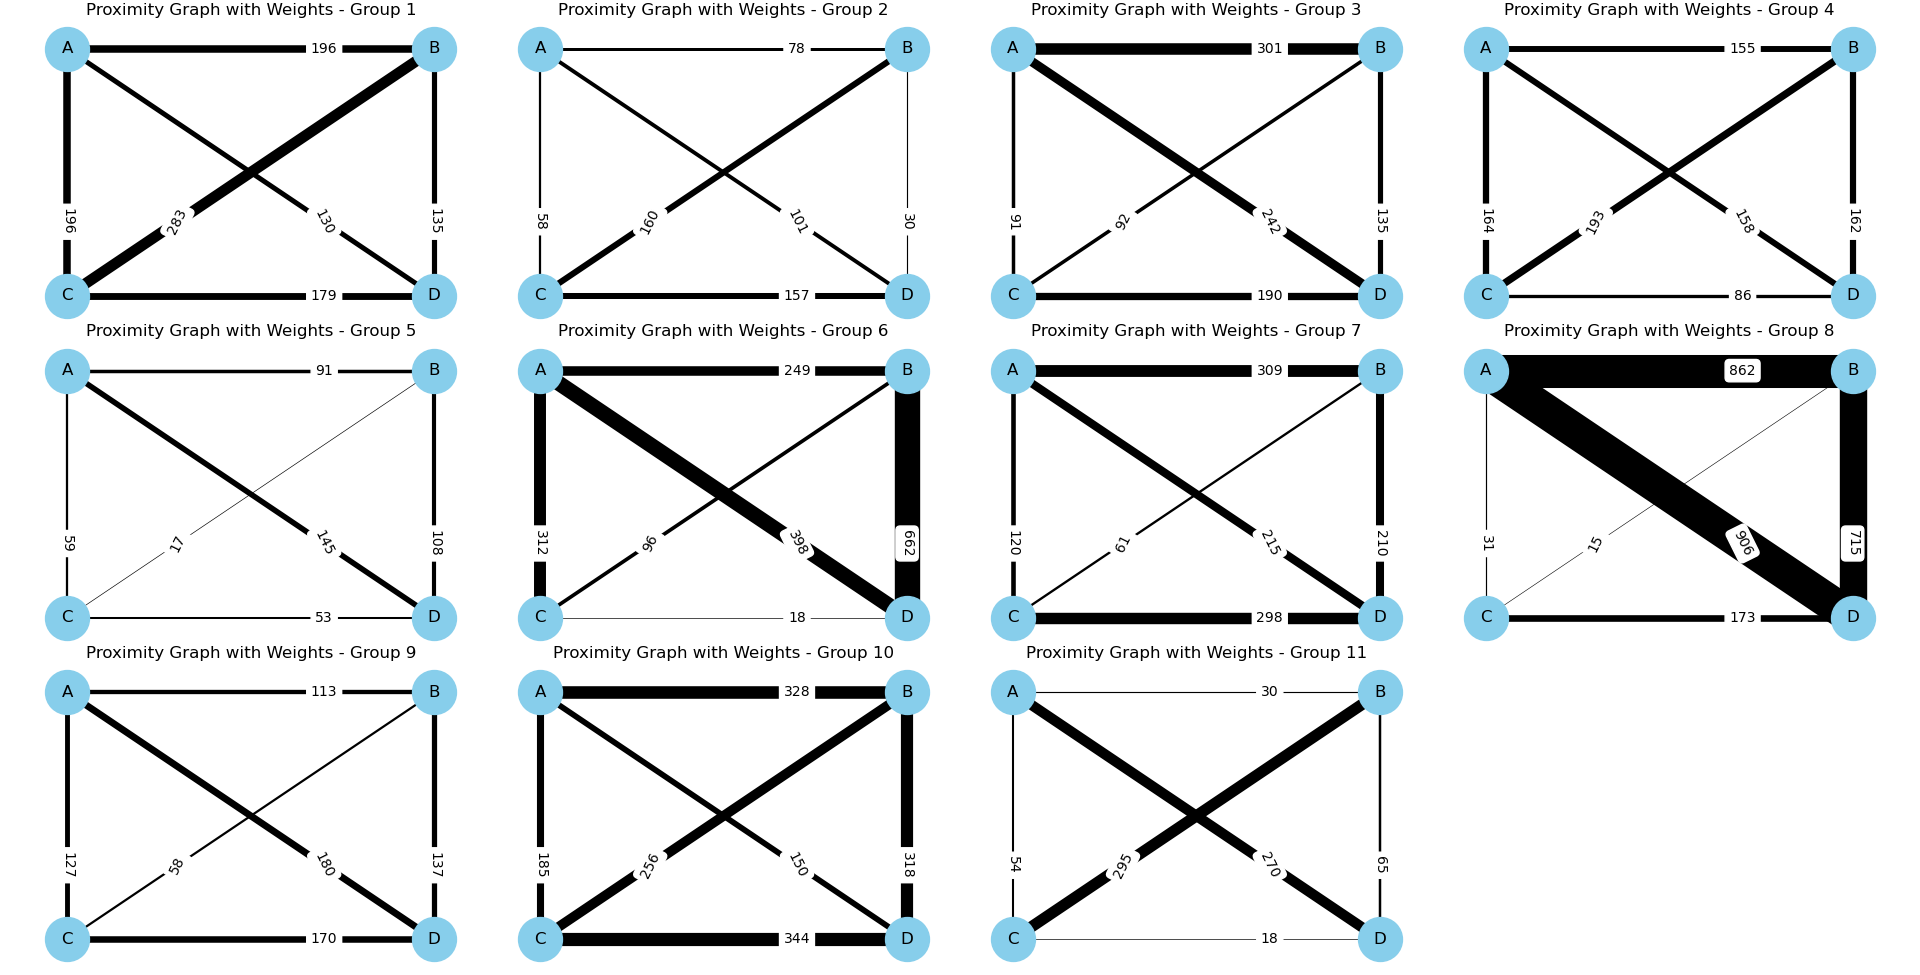 Proximity Graph with Weights - Group 1
A
196
B
196
283
130
135
C
179
D
Proximity Graph with Weights - Group 2
A
78
B
58
160
101
30
C
157
D
Proximity Graph with Weights - Group 3
A
301
B
91
92
242
135
C
190
D
Proximity Graph with Weights - Group 4
A
155
B
164
193
158
162
C
86
D
Proximity Graph with Weights - Group 5
A
91
B
59
17
145
108
C
53
D
Proximity Graph with Weights - Group 6
A
249
B
312
96
398
662
C
18
D
Proximity Graph with Weights - Group 7
A
309
B
120
61
215
210
C
298
D
Proximity Graph with Weights - Group 8
A
862
B
31
15
906
715
C
173
D
Proximity Graph with Weights - Group 9
A
113
B
127
58
180
137
C
170
D
Proximity Graph with Weights - Group 10
A
328
B
185
256
150
318
C
344
D
Proximity Graph with Weights - Group 11
A
30
B
54
295
270
65
C
18
D